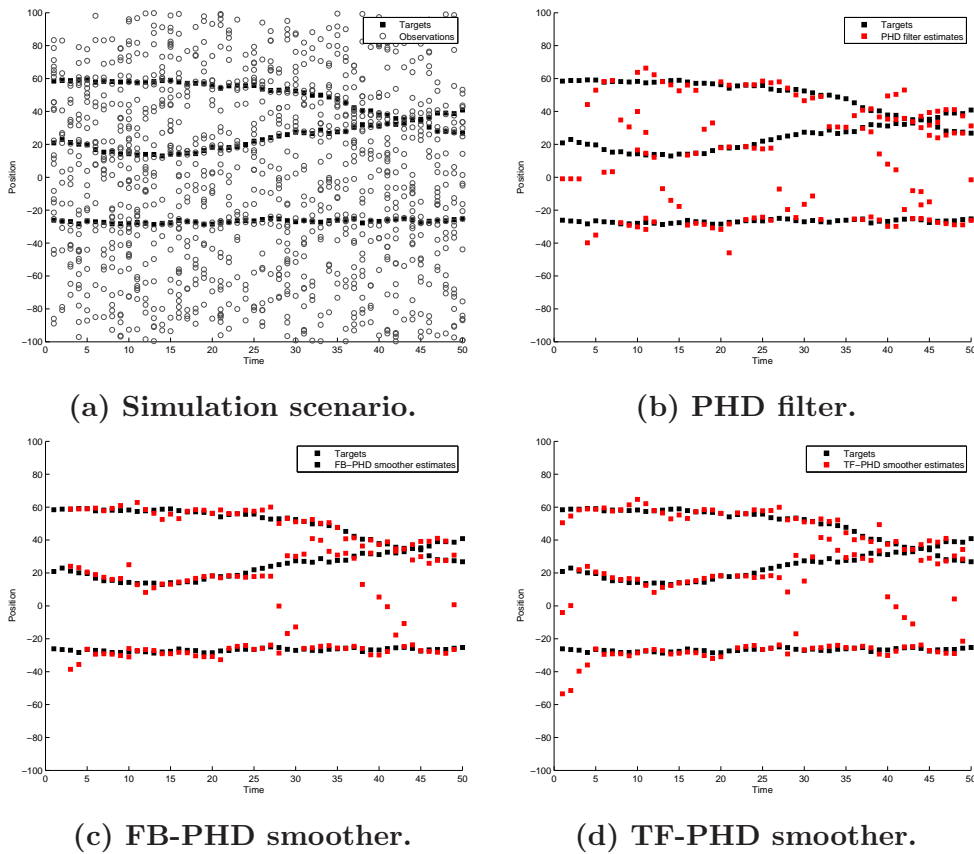 100
80
60
40
20
0
−20
−40
−60
−80
−100
Position
0 5 10 15 20 25 30 35 40 45 50
Time
Targets
Observations
(a) Simulation scenario.
100
80
60
40
20
0
−20
−40
−60
−80
−100
Position
0 5 10 15 20 25 30 35 40 45 50
Time
Targets
PHD filter estimates
(b) PHD filter.
100
80
60
40
20
0
−20
−40
−60
−80
−100
Position
0 5 10 15 20 25 30 35 40 45 50
Time
Targets
FB−PHD smoother estimates
(c) FB-PHD smoother.
100
80
60
40
20
0
−20
−40
−60
−80
−100
Position
0 5 10 15 20 25 30 35 40 45 50
Time
Targets
TF−PHD smoother estimates
(d) TF-PHD smoother.